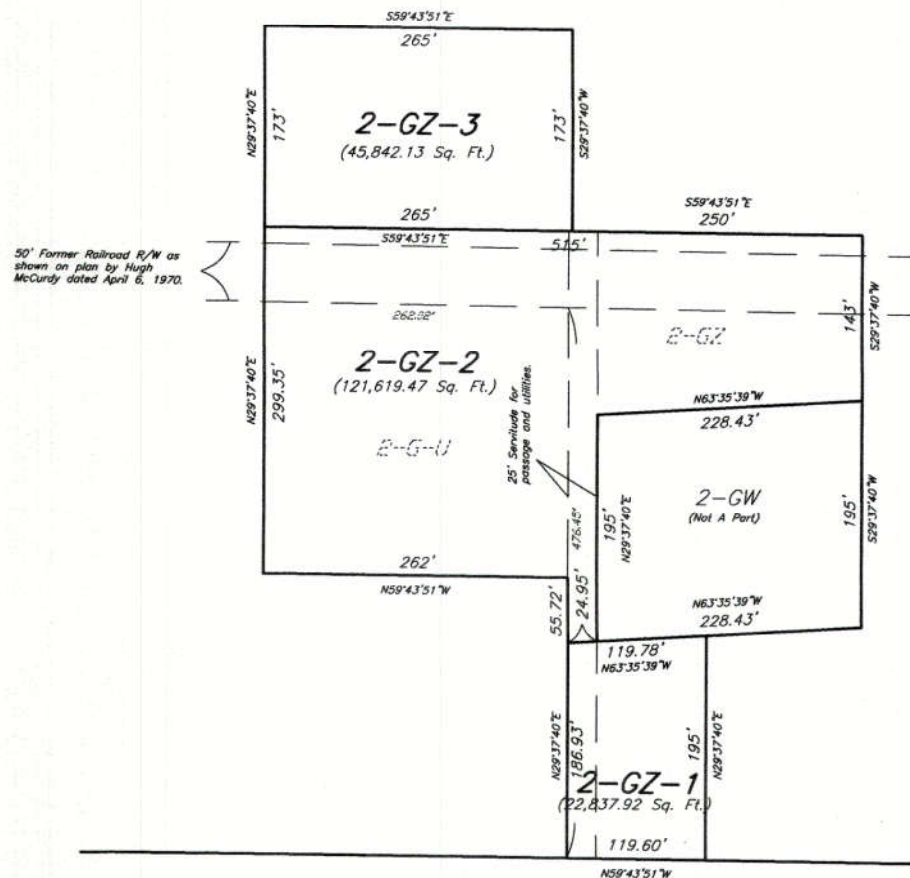 S59°43'51"E
265'
N29°37'40"E
173'
2-GZ-3
(45,842.13 Sq. Ft.)
173'
S29°37'40"W
265'
S59°43'51"E
515'
S59°43'51"E
250'
50' Former Railroad R/W as
shown on plan by Hugh
McCurdy dated April 6, 1970.
262.02'
2-GZ
143'
S29°37'40"W
N29°37'40"E
299.35'
2-GZ-2
(121,619.47 Sq. Ft.)
2-G-U
25' Servitude for
passage and utilities.
N63°35'39"W
228.43'
195'
N29°37'40"E
2-GW
(Not A Part)
195'
S29°37'40"W
476.45'
262'
N59°43'51"W
55.72'
24.95'
N63°35'39"W
228.43'
119.78'
N63°35'39"W
N29°37'40"E
186.93'
195'
N29°37'40"E
2-GZ-1
(22,837.92 Sq. Ft.)
119.60'
N59°43'51"W